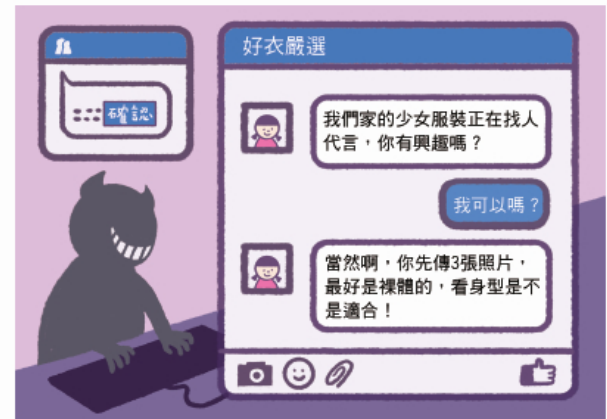 確認
好衣嚴選
我們家的少女服裝正在找人
代言，你有興趣嗎？
我可以嗎？
當然啊，你先傳3張照片，
最好是裸體的，看身型是不
是適合！